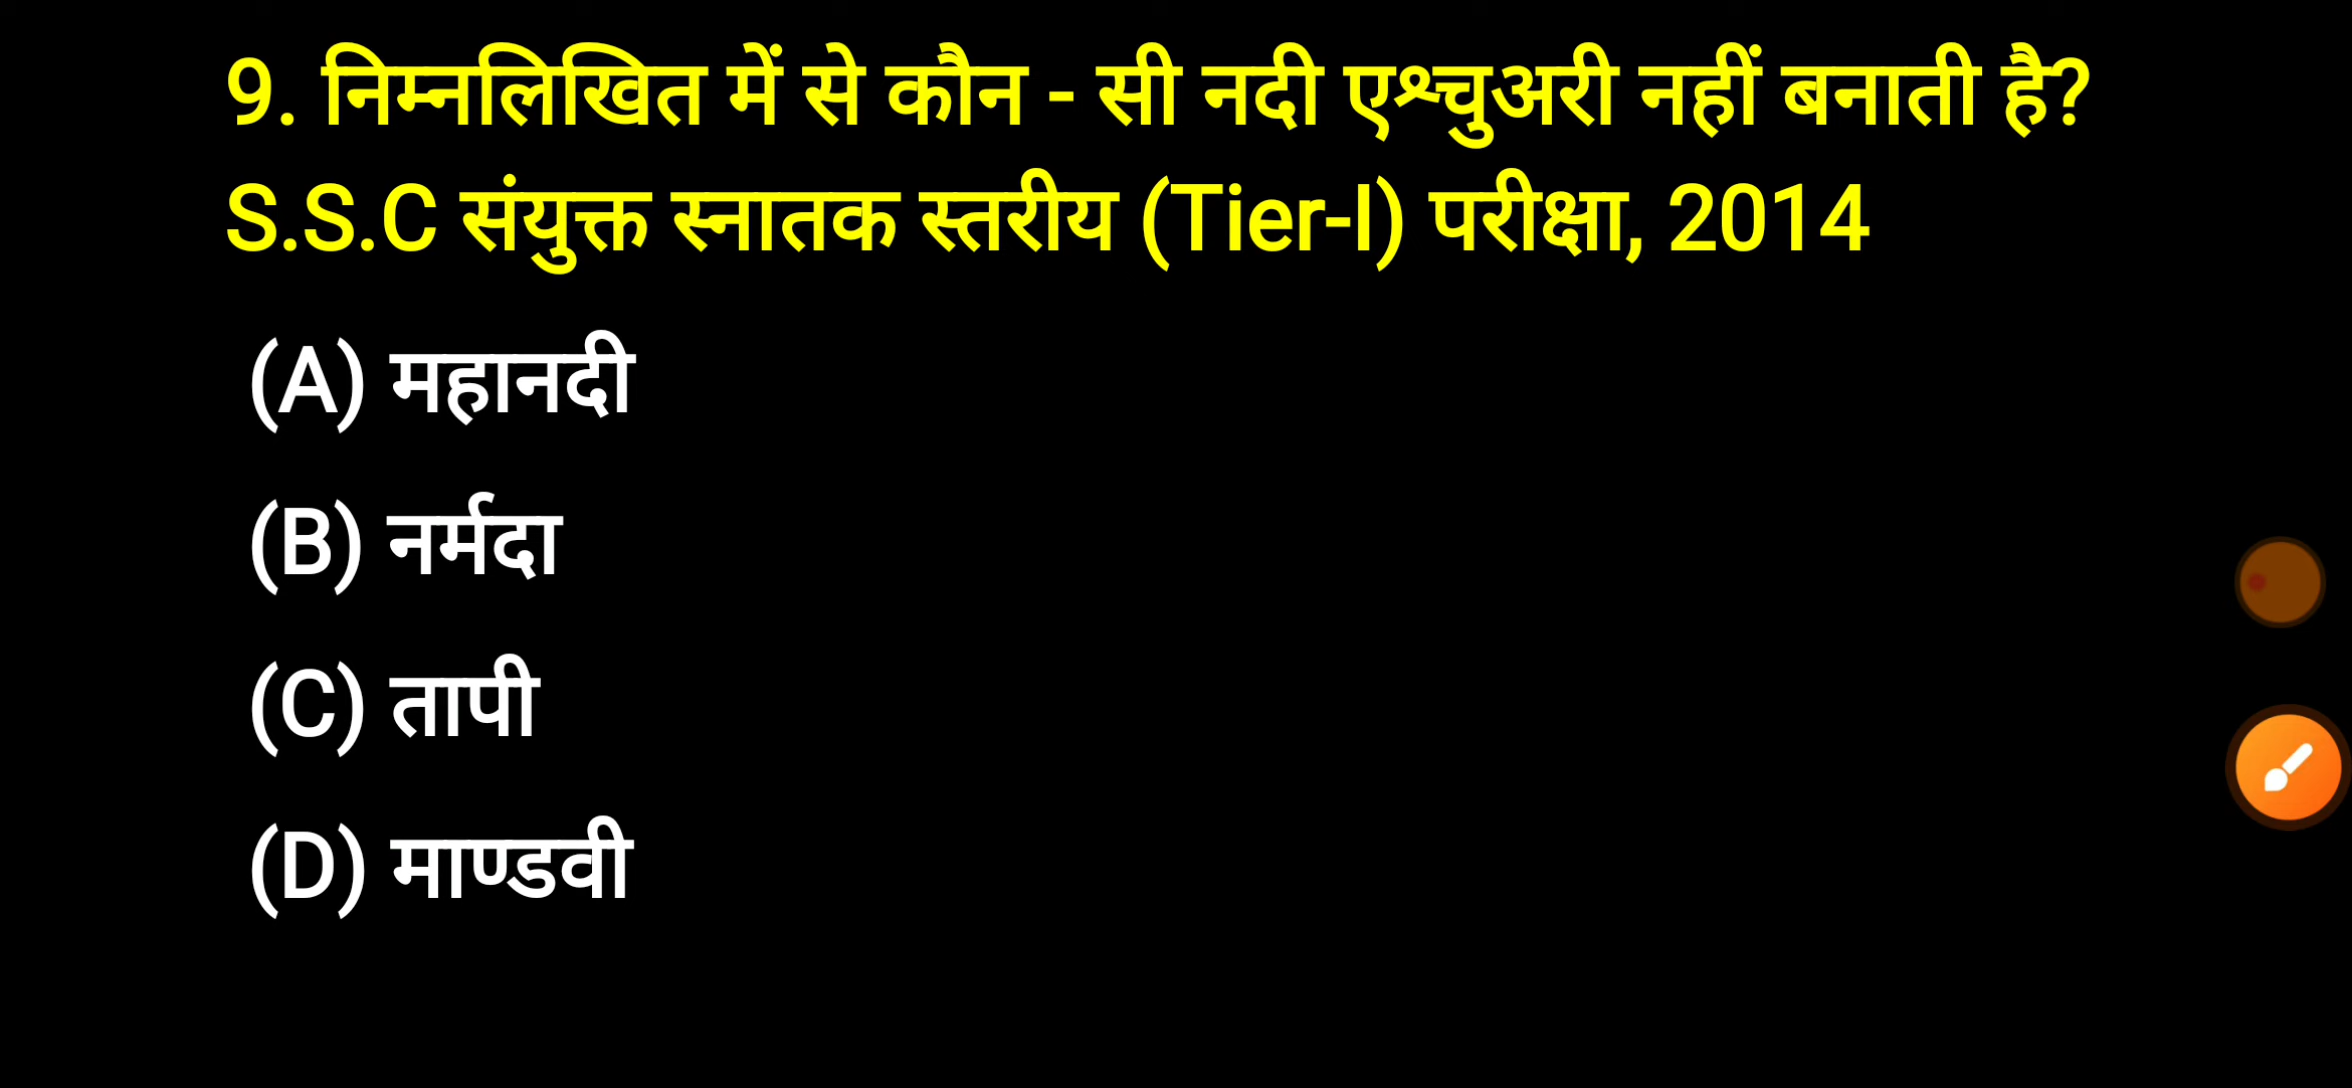 9. निम्नलिखित में से कौन - सी नदी एश्चुअरी नहीं बनाती है?
S.S.C संयुक्त स्नातक स्तरीय (Tier-I) परीक्षा, 2014
(A) महानदी
(B) नर्मदा
(C) तापी
(D) माण्डवी